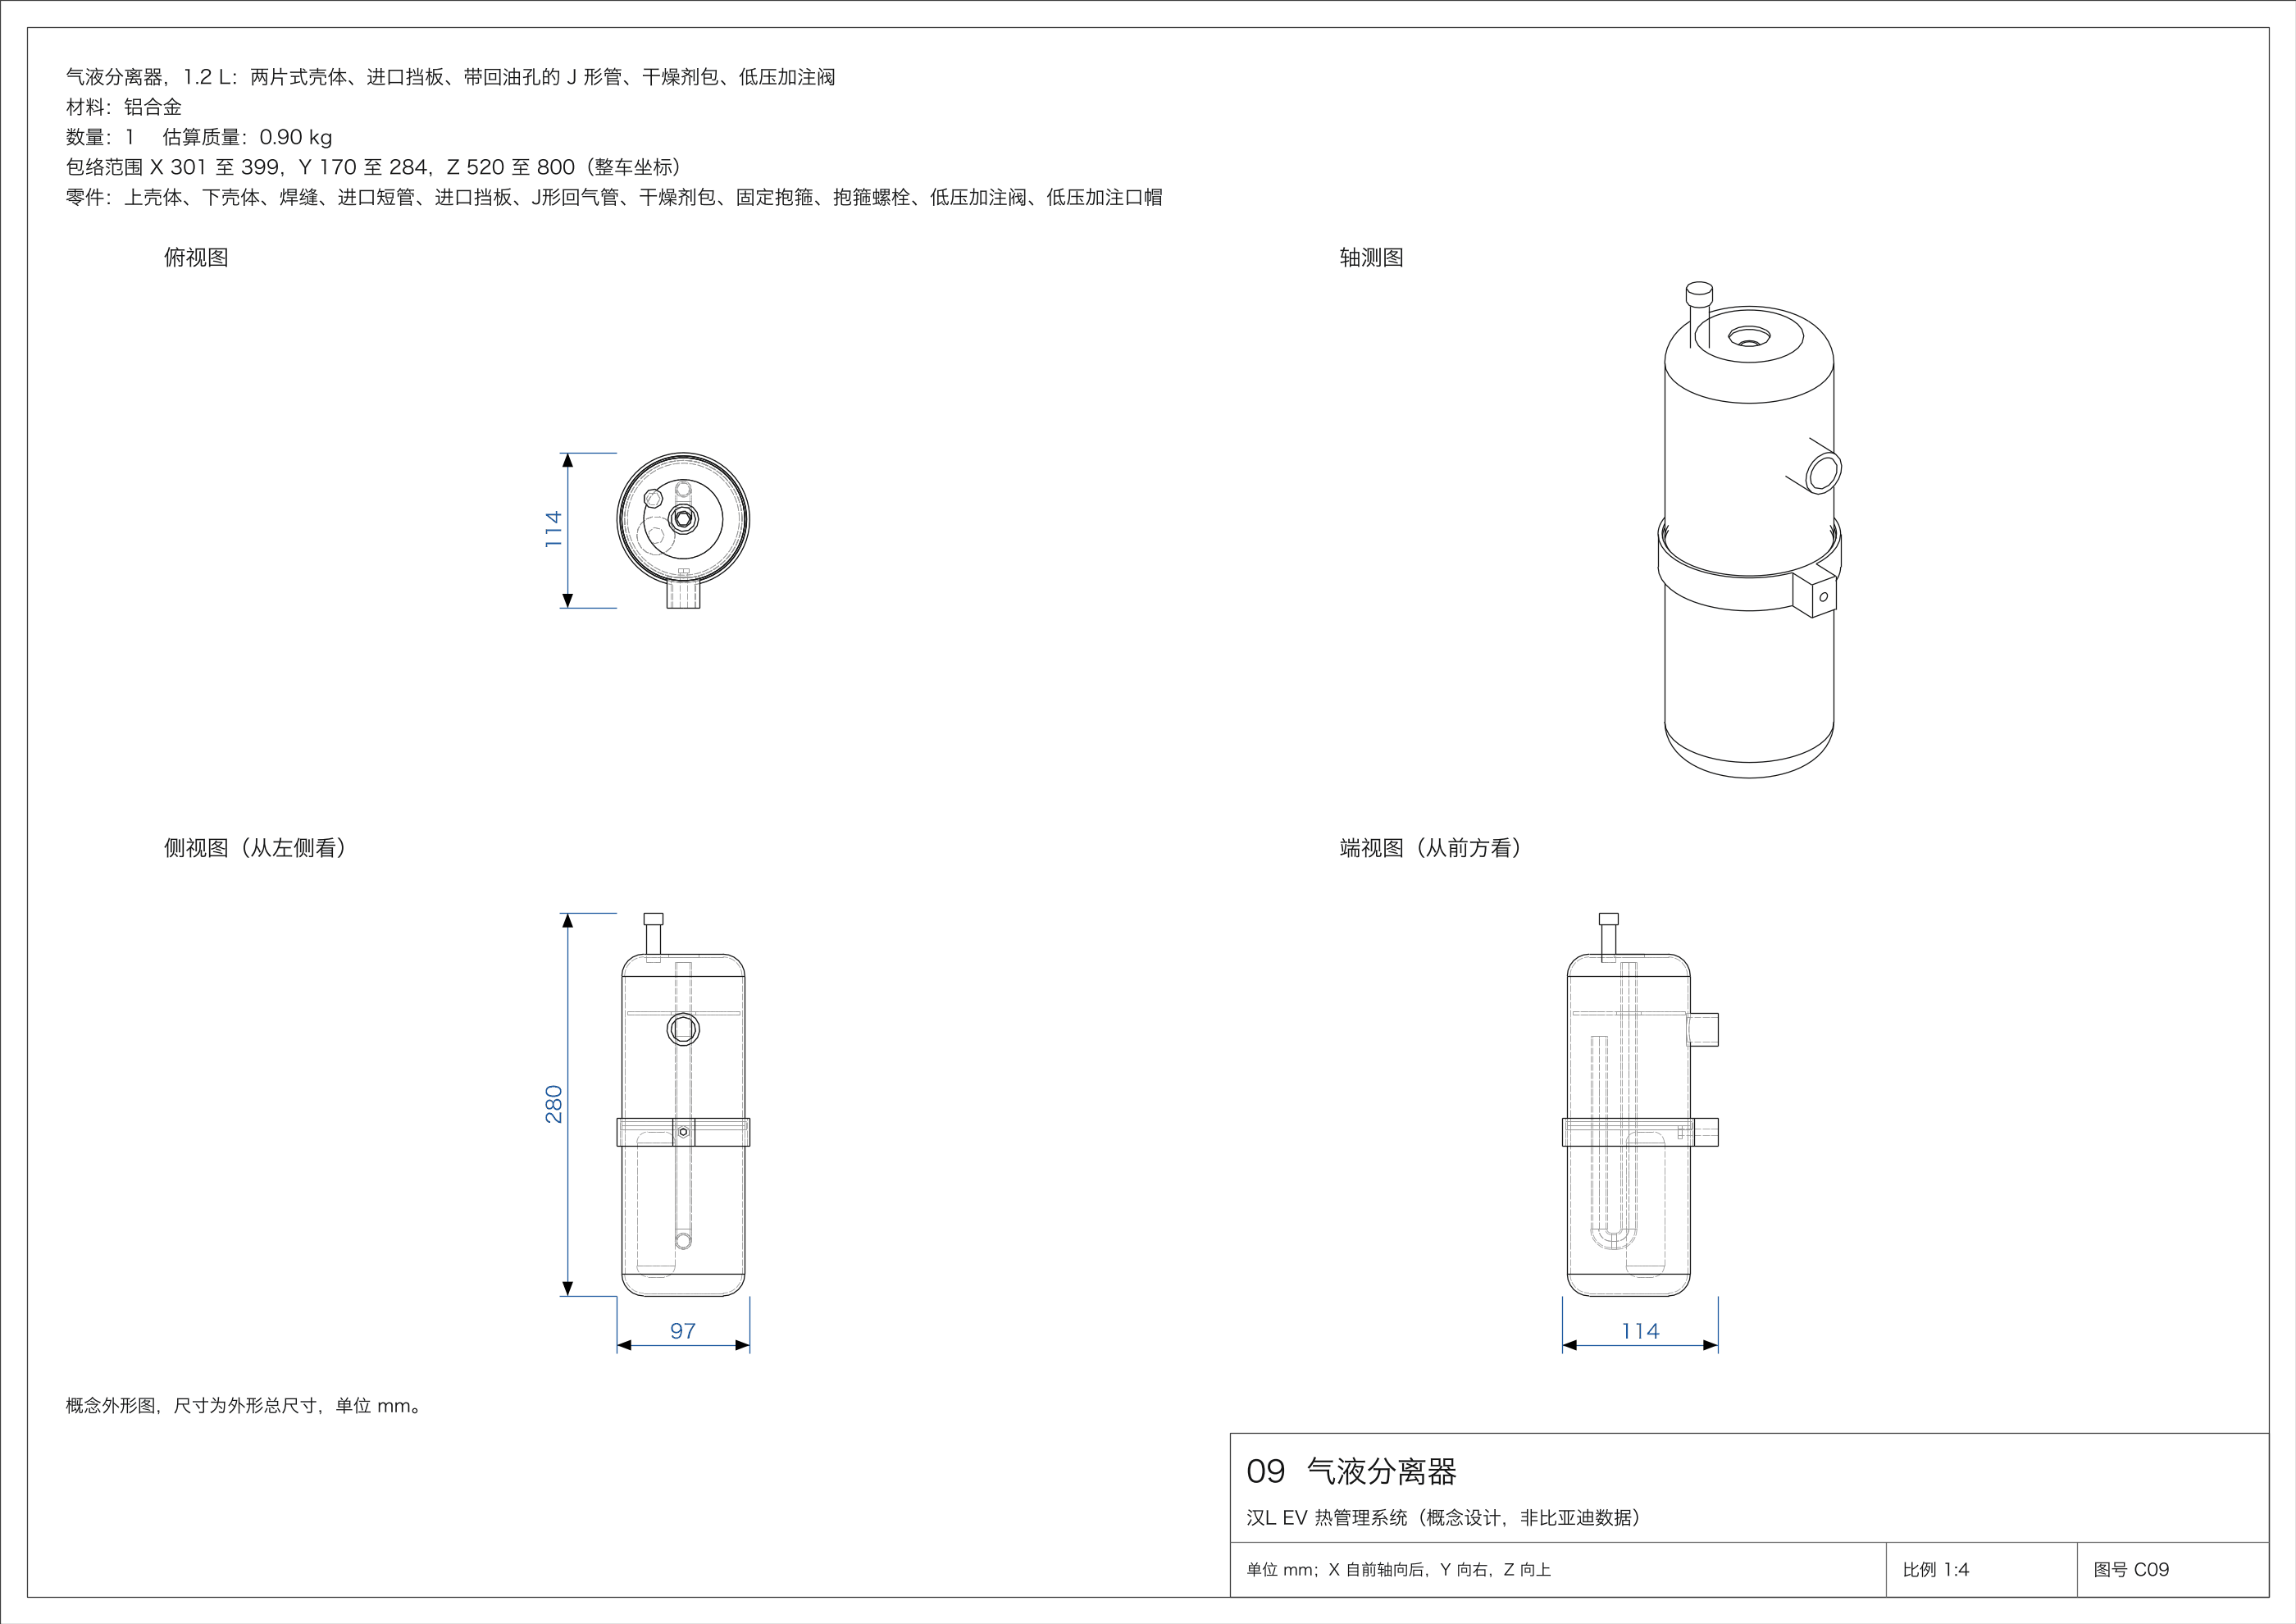 气液分离器，1.2 L：两片式壳体、进口挡板、带回油孔的 J 形管、干燥剂包、低压加注阀
材料：铝合金
数量：1 估算质量：0.90 kg
包络范围 X 301 至 399，Y 170 至 284，Z 520 至 800（整车坐标）
零件：上壳体、下壳体、焊缝、进口短管、进口挡板、J形回气管、干燥剂包、固定抱箍、抱箍螺栓、低压加注阀、低压加注口帽
俯视图
轴测图
114
侧视图（从左侧看）
端视图（从前方看）
280
97
114
概念外形图，尺寸为外形总尺寸，单位 mm。
09 气液分离器
汉L EV 热管理系统（概念设计，非比亚迪数据）
单位 mm；X 自前轴向后，Y 向右，Z 向上
比例 1:4
图号 C09